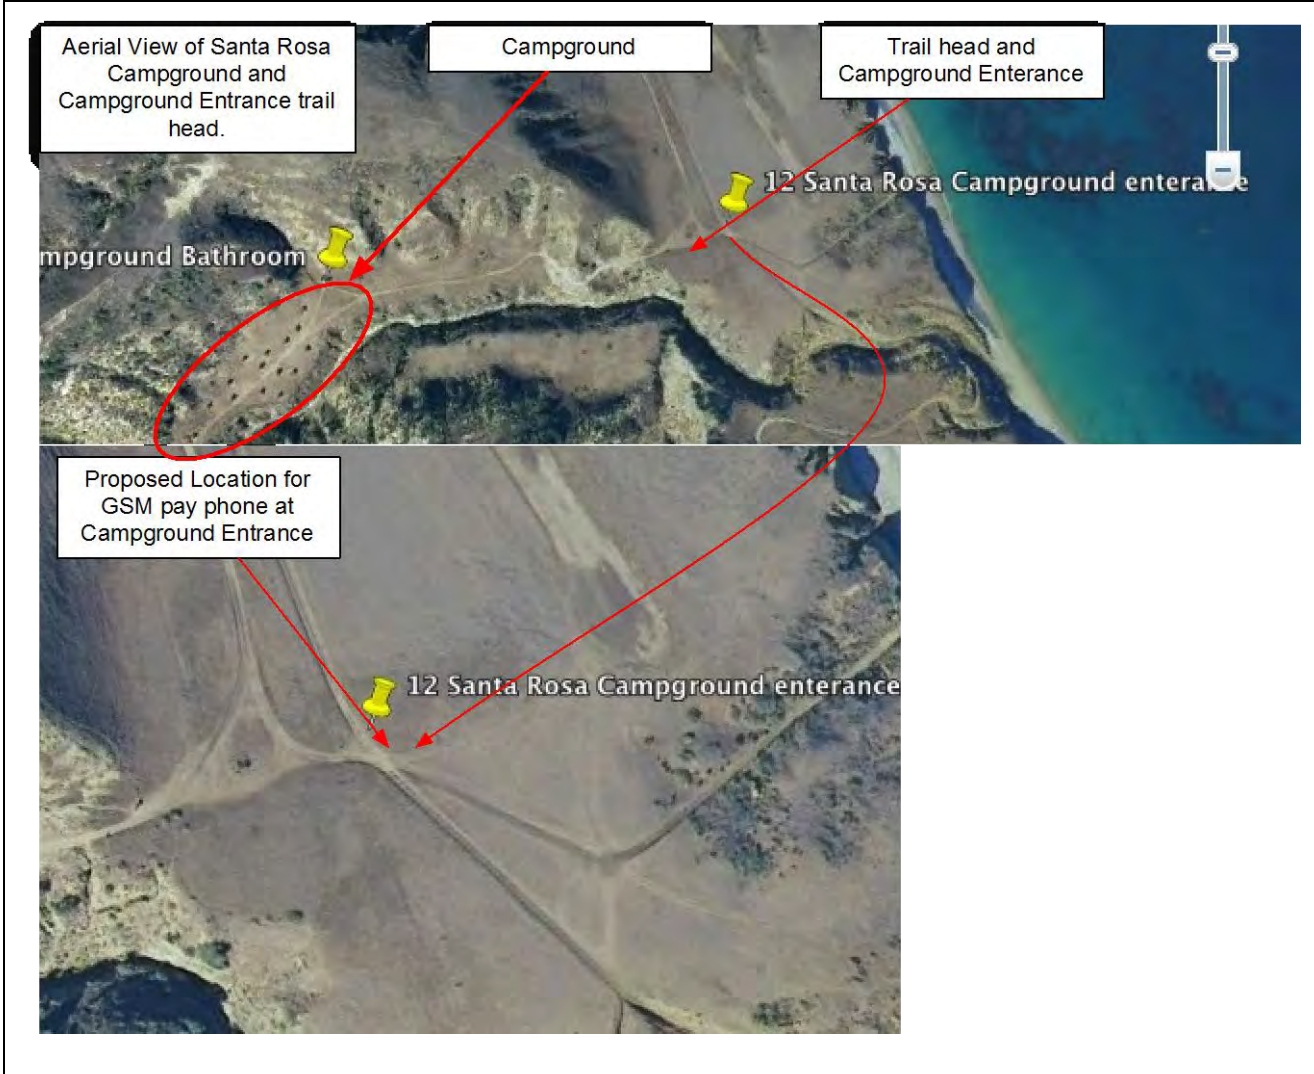 Aerial View of Santa Rosa
Campground and
Campground Entrance trail
head.
Campground
Trail head and
Campground Enterance
12 Santa Rosa Campground enterance
mpground Bathroom
Proposed Location for
GSM pay phone at
Campground Entrance
12 Santa Rosa Campground enterance